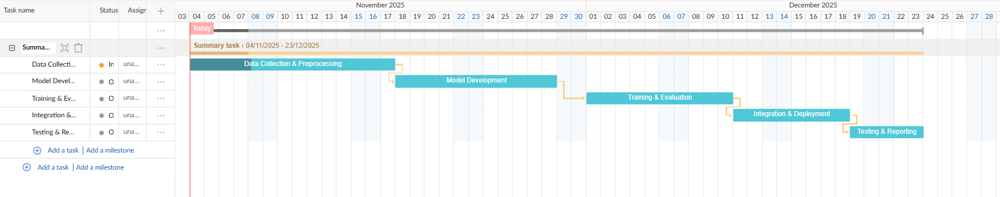 Task name Status Assigr
November 2025 December 2025
03 04 05 06 07 08 09 10 11 12 13 14 15 16 17 18 19 20 21 22 23 24 25 26 27 28 29 30 01 02 03 04 05 06 07 08 09 10 11 12 13 14 15 16 17 18 19 20 21 22 23 24 25 26 27 28
Today
Summa...
Summary task 04/11/2025 - 23/12/2025
Data Collecti... In una...
Data Collection & Preprocessing
Model Devel... O una...
Model Development
Training & Ev... O una...
Training & Evaluation
Integration &... O una...
Integration & Deployment
Testing & Re... O una...
Testing & Reporting
Add a task | Add a milestone
Add a task | Add a milestone